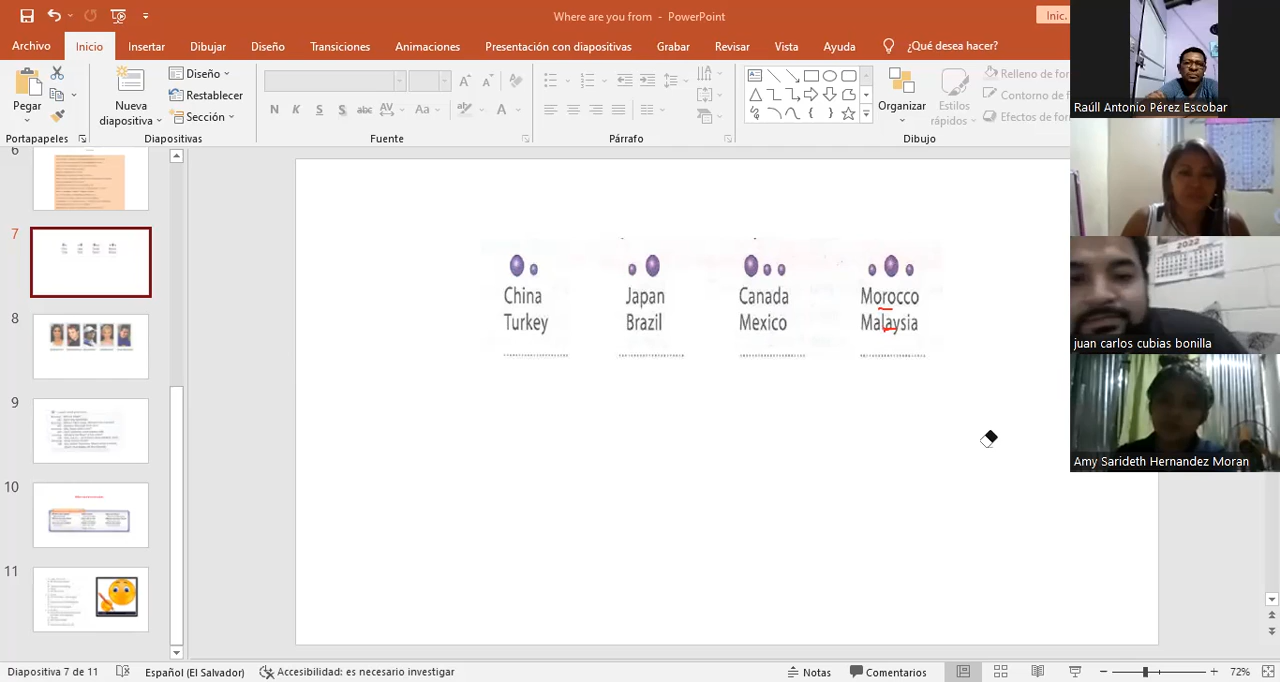 Where are you from - PowerPoint
Inic.
Archivo Inicio Insertar Dibujar Diseño Transiciones Animaciones Presentación con diapositivas Grabar Revisar Vista Ayuda ¿Qué desea hacer?
Pegar
Nueva diapositiva
Diseño
Restablecer
Sección
N K S S abc AV Aa A
Organizar
Estilos rápidos
Relleno de for
Contorno de
Efectos de for
Portapapeles Diapositivas Fuente Párrafo Dibujo
Raúll Antonio Pérez Escobar
6
7
8
9
10
11
China Japan Canada Morocco
Turkey Brazil Mexico Malaysia
2022
juan carlos cubias bonilla
Amy Sarideth Hernandez Moran
Diapositiva 7 de 11 Español (El Salvador) Accesibilidad: es necesario investigar Notas Comentarios 72%